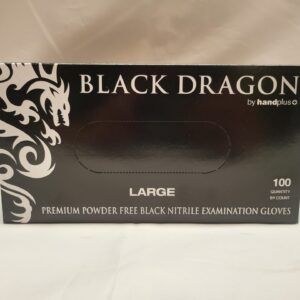 BLACK DRAGON
by handplus
LARGE
100
QUANTITY
BY COUNT
PREMIUM POWDER FREE BLACK NITRILE EXAMINATION GLOVES